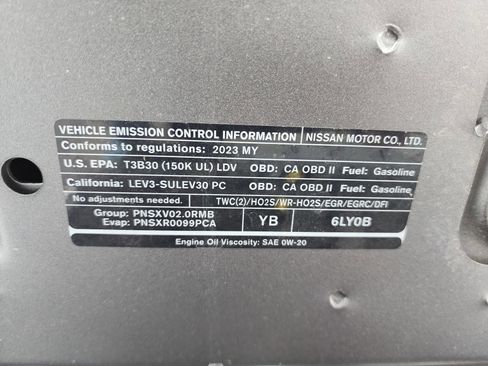 VEHICLE EMISSION CONTROL INFORMATION NISSAN MOTOR CO., LTD.
Conforms to regulations: 2023 MY
U.S. EPA: T3B30 (150K UL) LDV OBD: CA OBD II Fuel: Gasoline
California: LEV3-SULEV30 PC OBD: CA OBD II Fuel: Gasoline
No adjustments needed. TWC(2)/HO2S/WR-HO2S/EGR/EGRC/DFI
Group: PNSXV02.0RMB YB 6LY0B
Evap: PNSXR0099PCA
Engine Oil Viscosity: SAE 0W-20